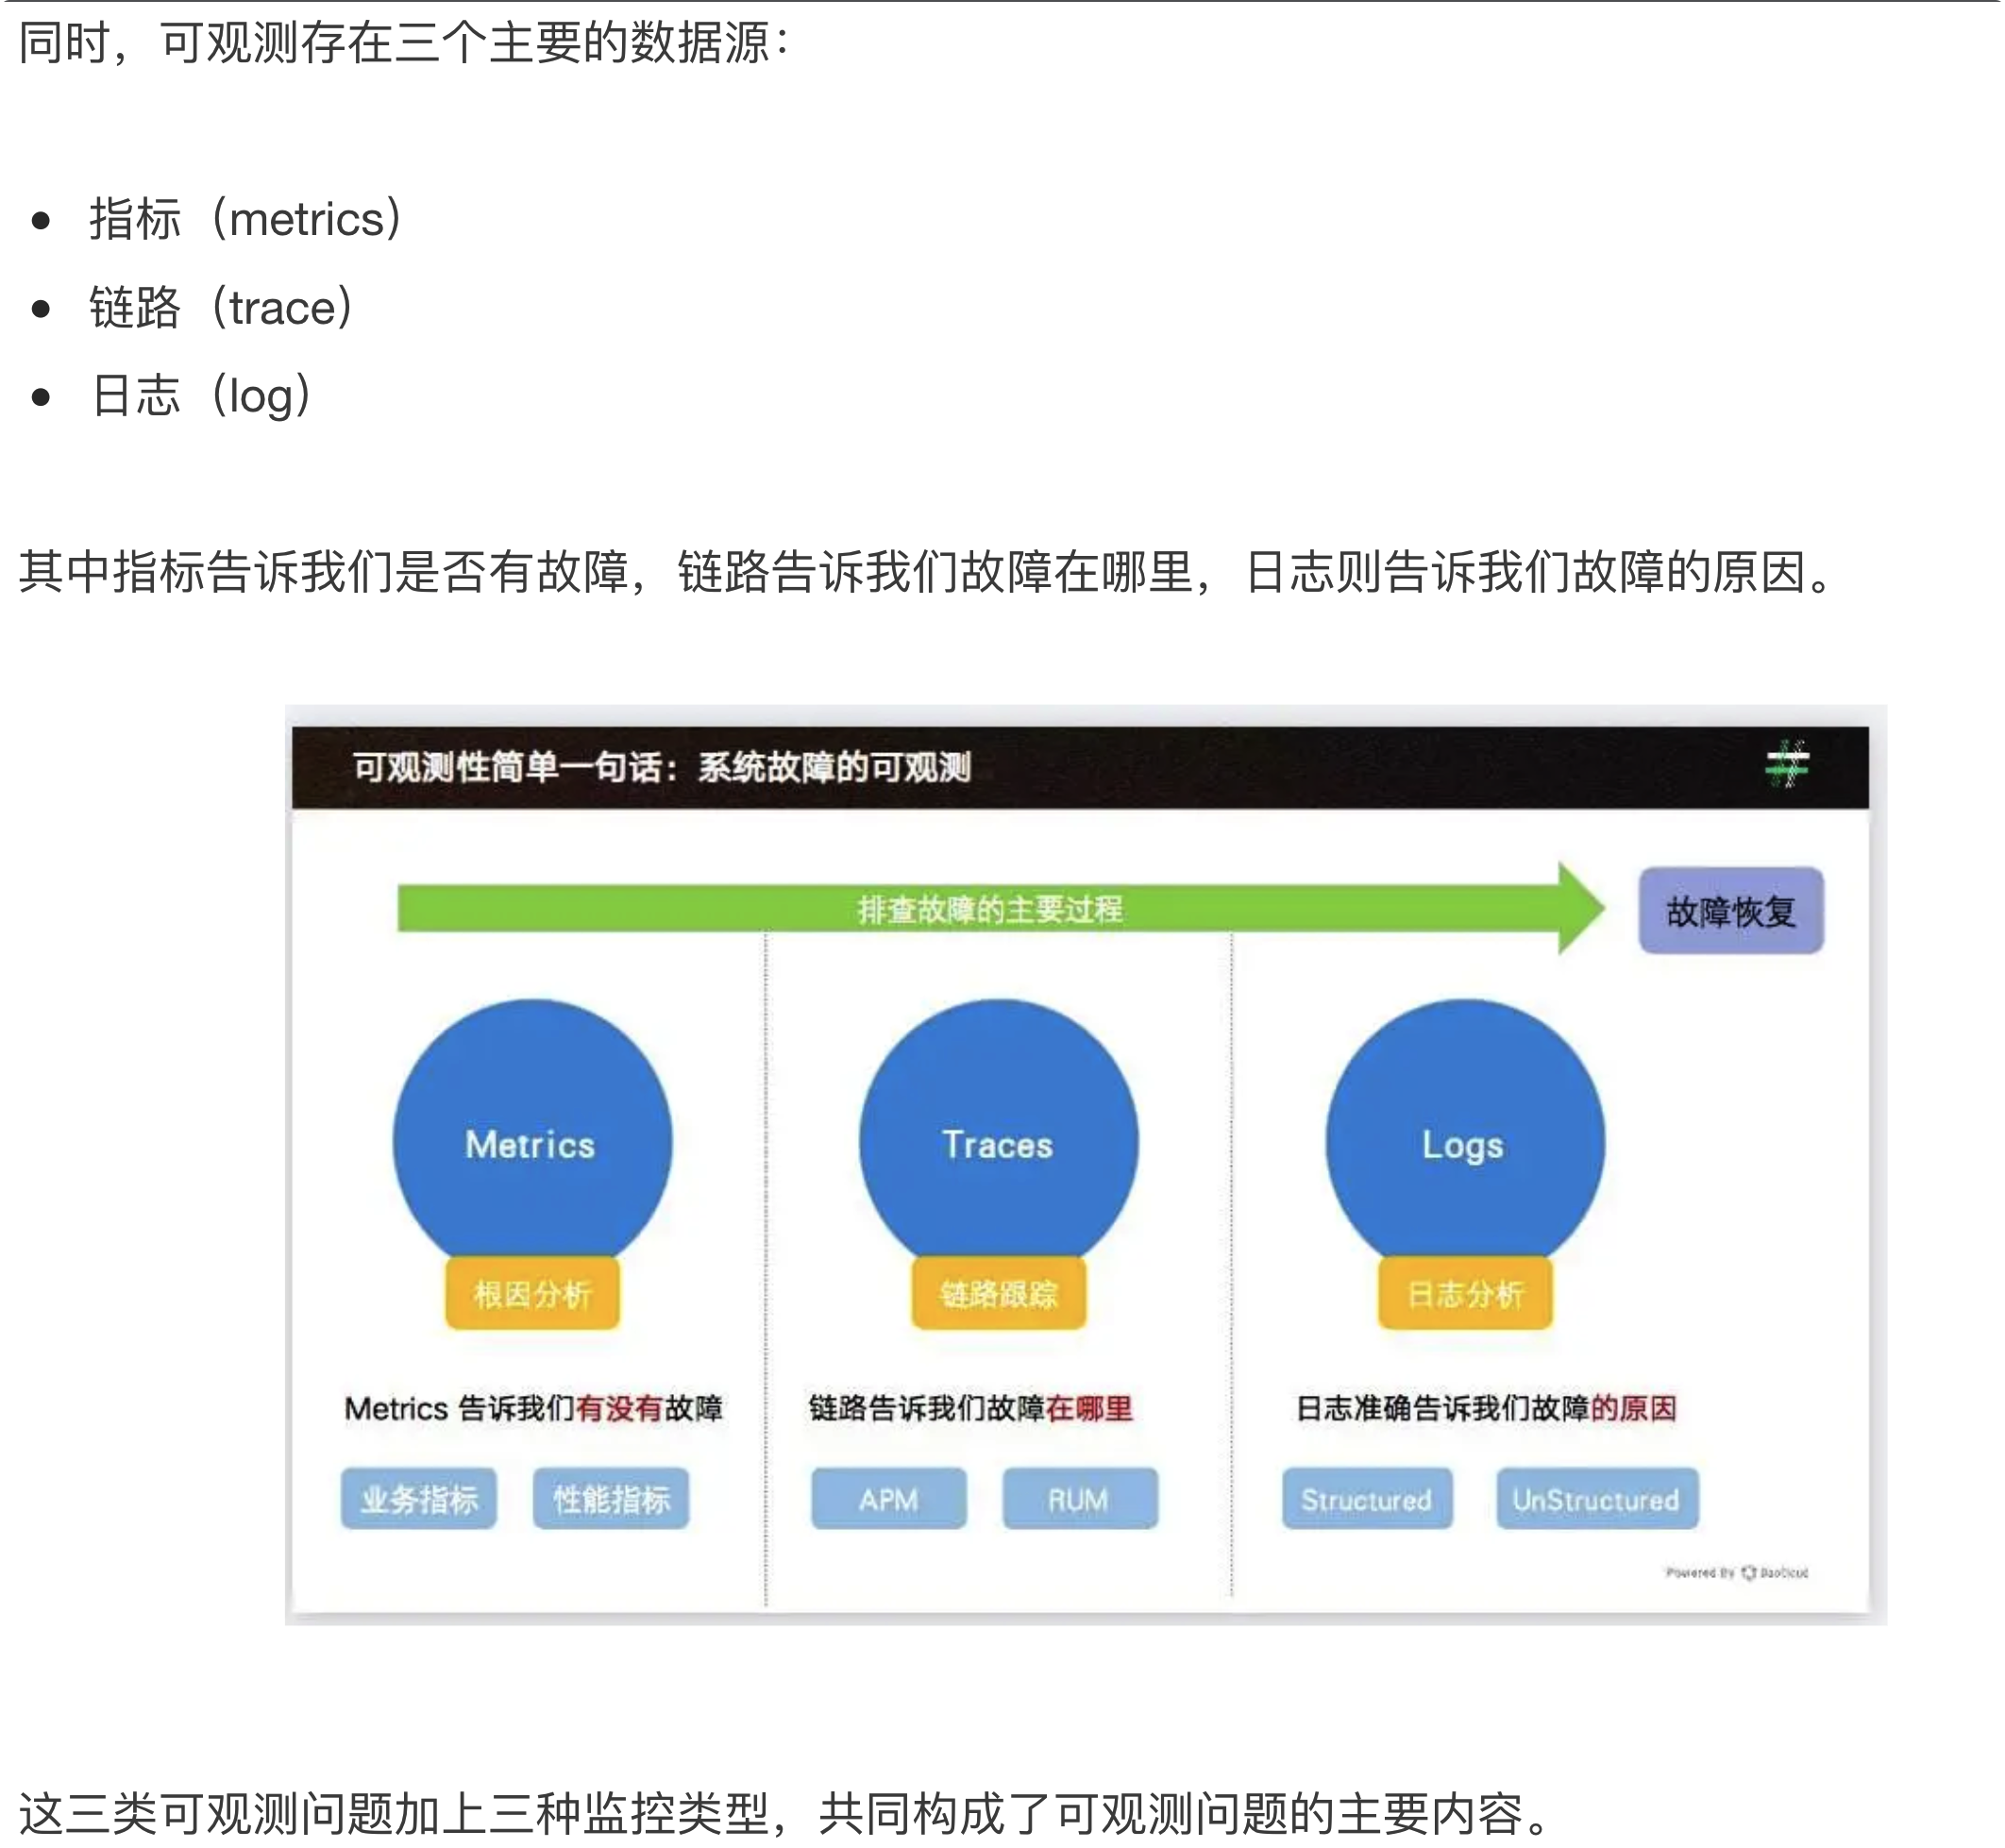 同时，可观测存在三个主要的数据源：
指标（metrics）
链路（trace）
日志（log）
其中指标告诉我们是否有故障，链路告诉我们故障在哪里，日志则告诉我们故障的原因。
可观测性简单一句话：系统故障的可观测
排查故障的主要过程
故障恢复
Metrics
Traces
Logs
根因分析
链路跟踪
日志分析
Metrics 告诉我们有没有故障
链路告诉我们故障在哪里
日志准确告诉我们故障的原因
业务指标
性能指标
APM
RUM
Structured
UnStructured
Powered By DaoCloud
这三类可观测问题加上三种监控类型，共同构成了可观测问题的主要内容。